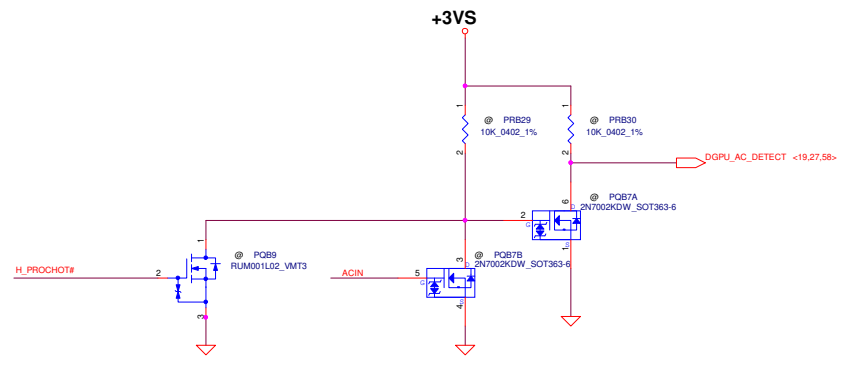 +3VS
1
1
@ PRB29
10K_0402_1%
2
@ PRB30
10K_0402_1%
2
DGPU_AC_DETECT <19,27,58>
@ PQB7A
2N7002KDW_SOT363-6
6
D
2
G
S
1
1
@ PQB9
RUM001L02_VMT3
H_PROCHOT#
2
3
@ PQB7B
2N7002KDW_SOT363-6
3
D
ACIN
5
G
S
4